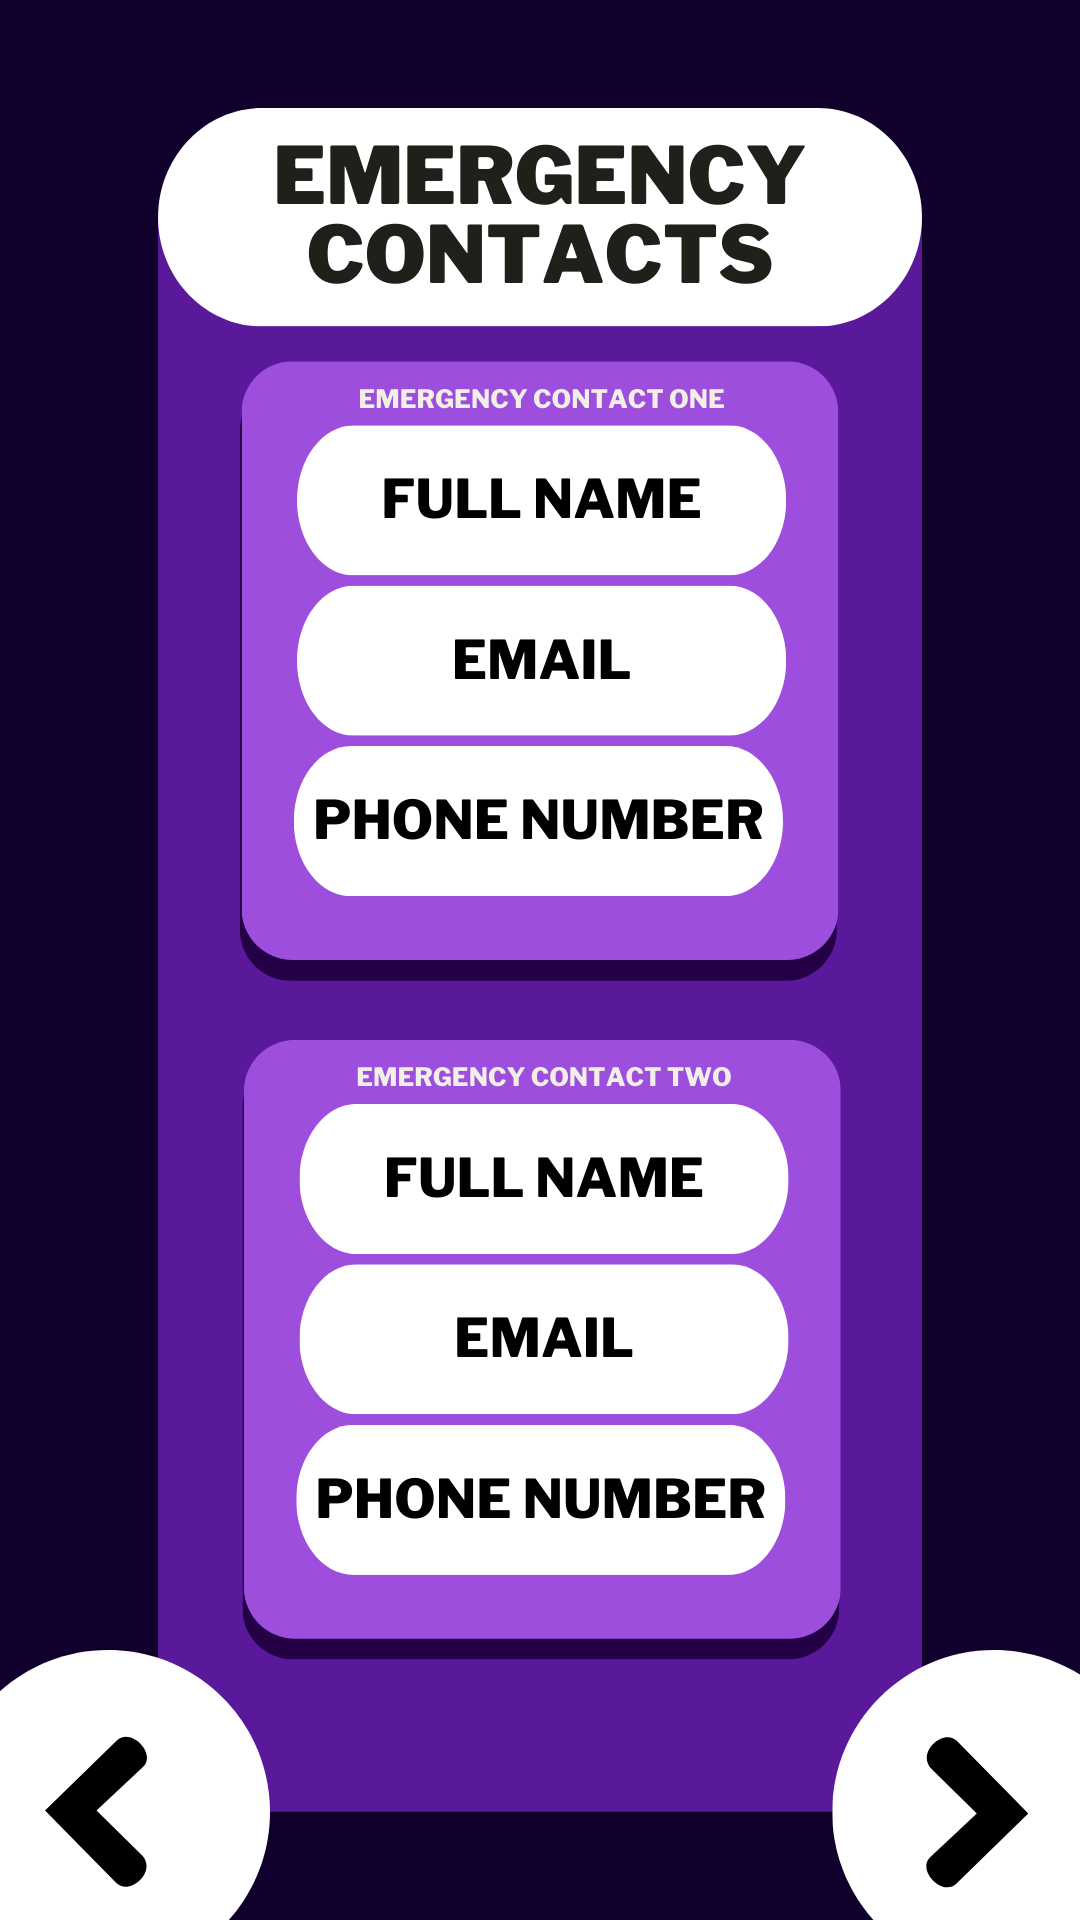 EMERGENCY
CONTACTS
EMERGENCY CONTACT ONE
FULL NAME
EMAIL
PHONE NUMBER
EMERGENCY CONTACT TWO
FULL NAME
EMAIL
PHONE NUMBER